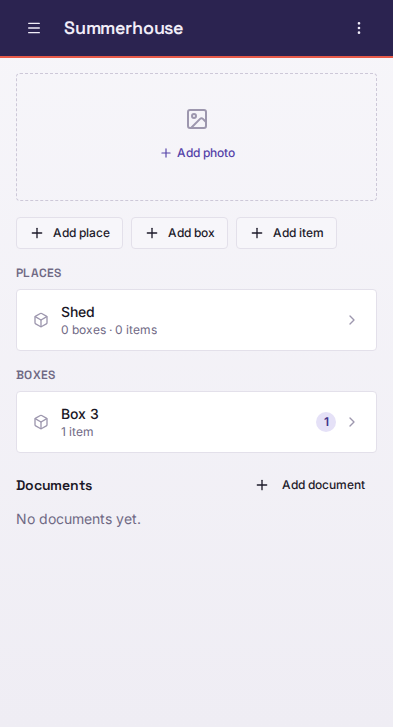 Summerhouse
Add photo
Add place
Add box
Add item
PLACES
Shed
0 boxes · 0 items
BOXES
Box 3
1 item
1
Documents
Add document
No documents yet.